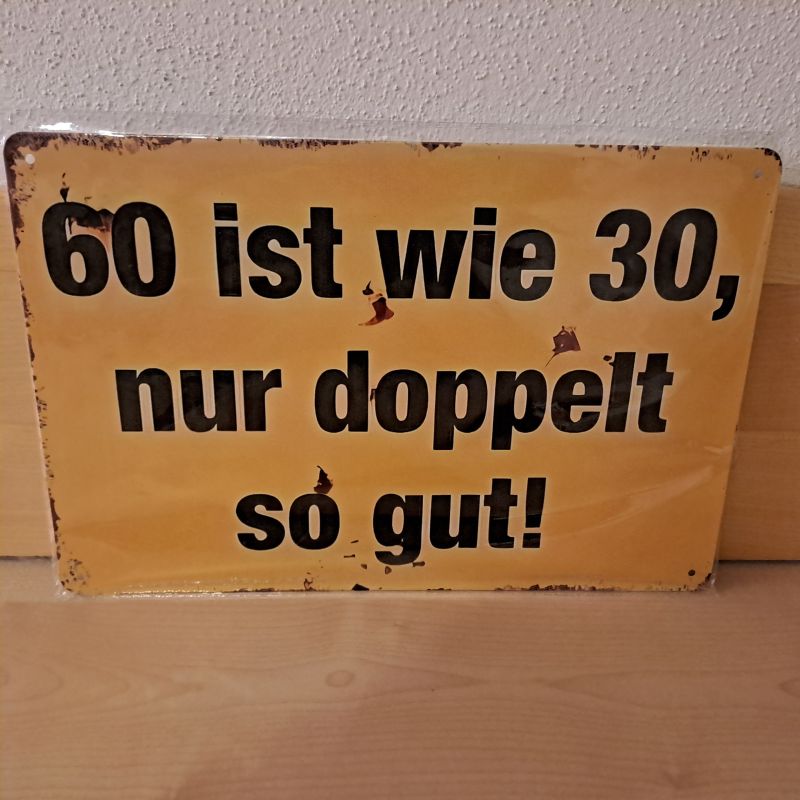 60 ist wie 30,
nur doppelt
so gut!